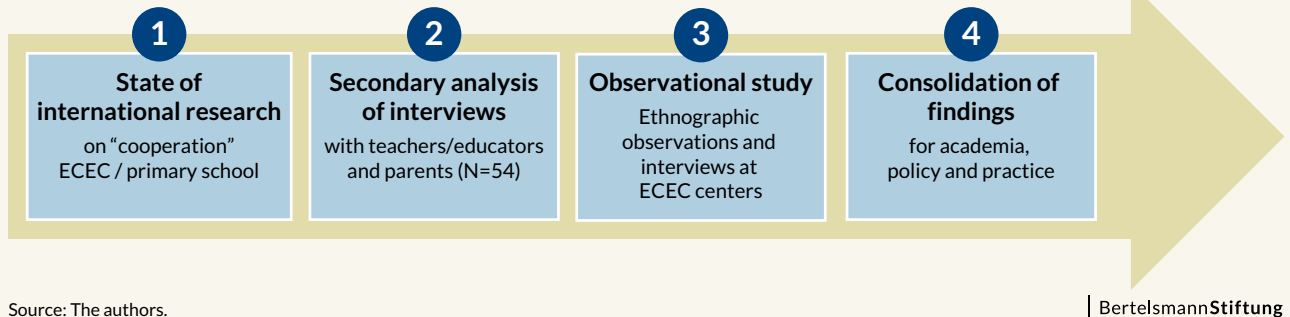 1
State of
international research
on “cooperation”
ECEC / primary school
2
Secondary analysis
of interviews
with teachers/educators
and parents (N=54)
3
Observational study
Ethnographic
observations and
interviews at
ECEC centers
4
Consolidation of
findings
for academia,
policy and practice
Source: The authors.
BertelsmannStiftung